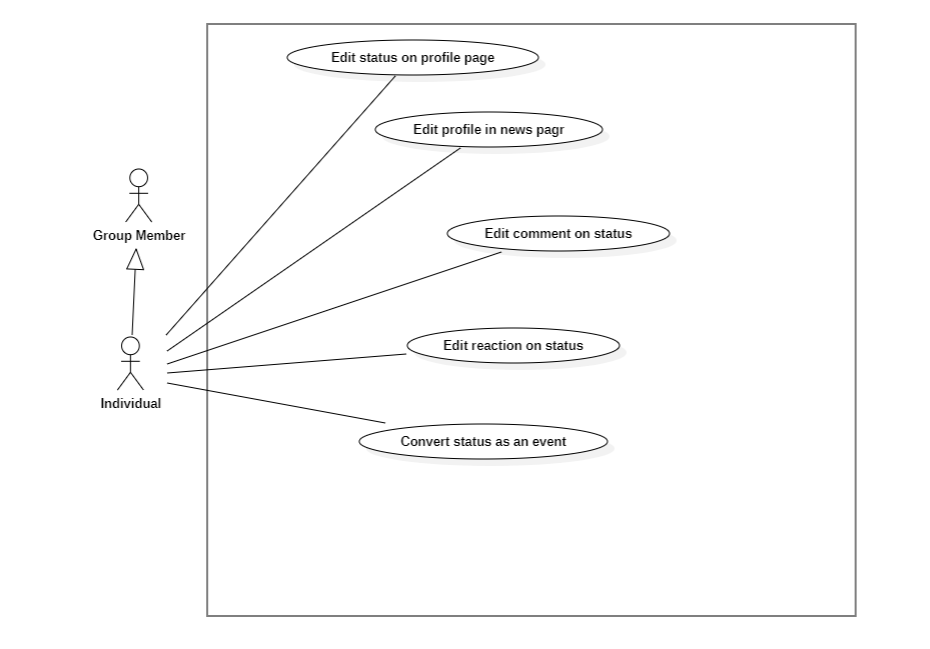 Edit status on profile page
Edit profile in news pagr
Group Member
Edit comment on status
Edit reaction on status
Individual
Convert status as an event